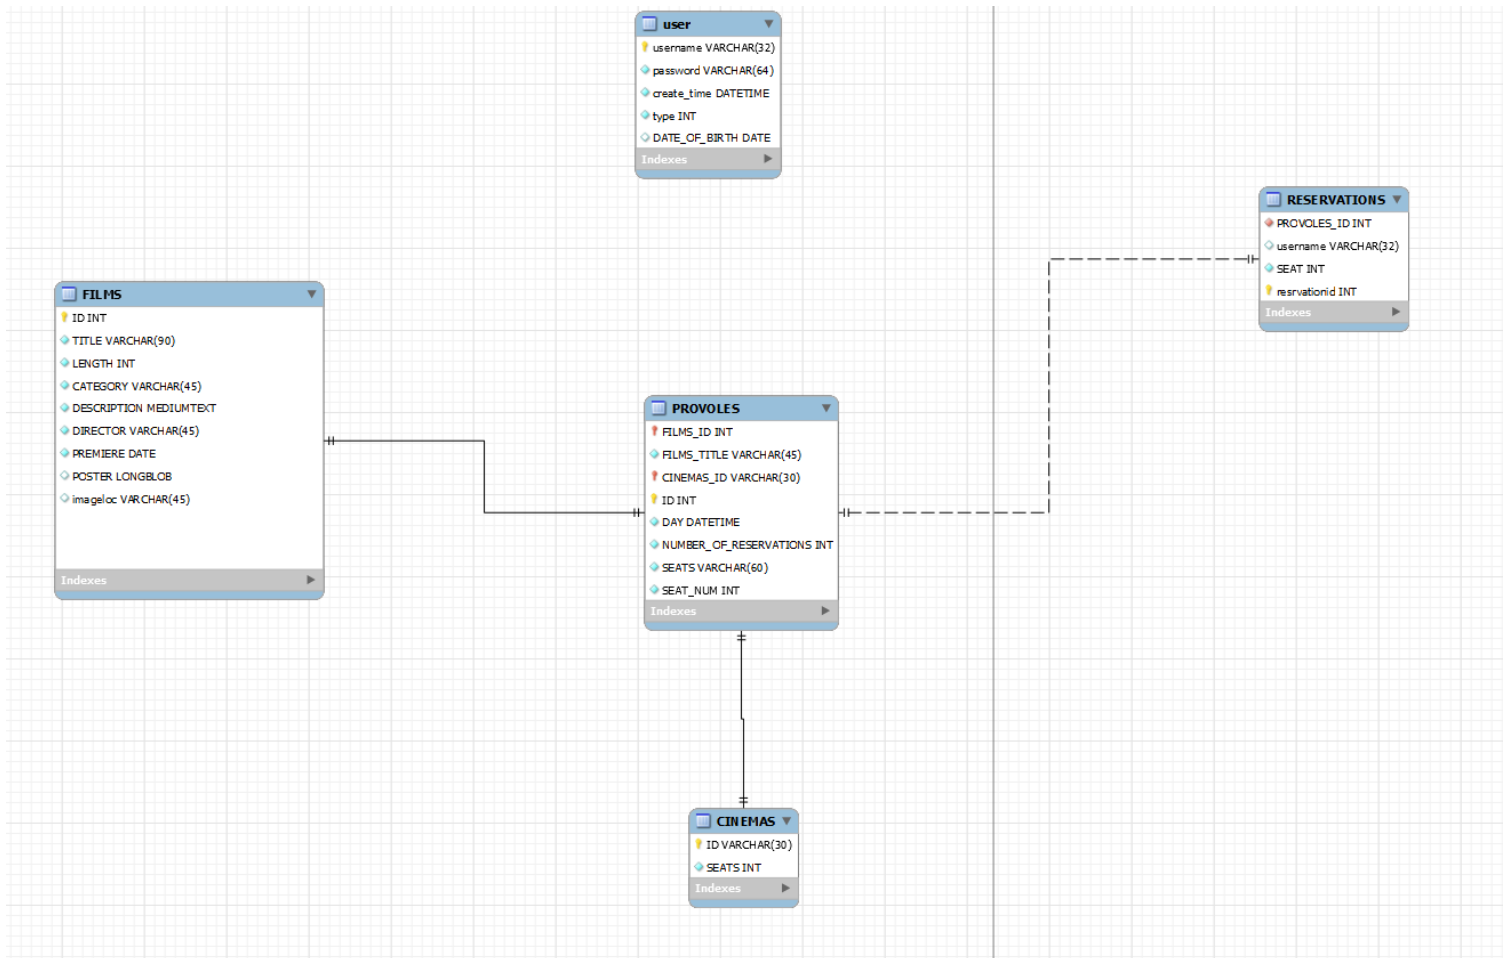 user
username VARCHAR(32)
password VARCHAR(64)
create_time DATETIME
type INT
DATE_OF_BIRTH DATE
Indexes
RESERVATIONS
PROVOLES_ID INT
username VARCHAR(32)
SEAT INT
resrvationid INT
Indexes
FILMS
ID INT
TITLE VARCHAR(90)
LENGTH INT
CATEGORY VARCHAR(45)
DESCRIPTION MEDIUMTEXT
DIRECTOR VARCHAR(45)
PREMIERE DATE
POSTER LONGBLOB
imageloc VARCHAR(45)
Indexes
PROVOLES
FILMS_ID INT
FILMS_TITLE VARCHAR(45)
CINEMAS_ID VARCHAR(30)
ID INT
DAY DATETIME
NUMBER_OF_RESERVATIONS INT
SEATS VARCHAR(60)
SEAT_NUM INT
Indexes
CINEMAS
ID VARCHAR(30)
SEATS INT
Indexes